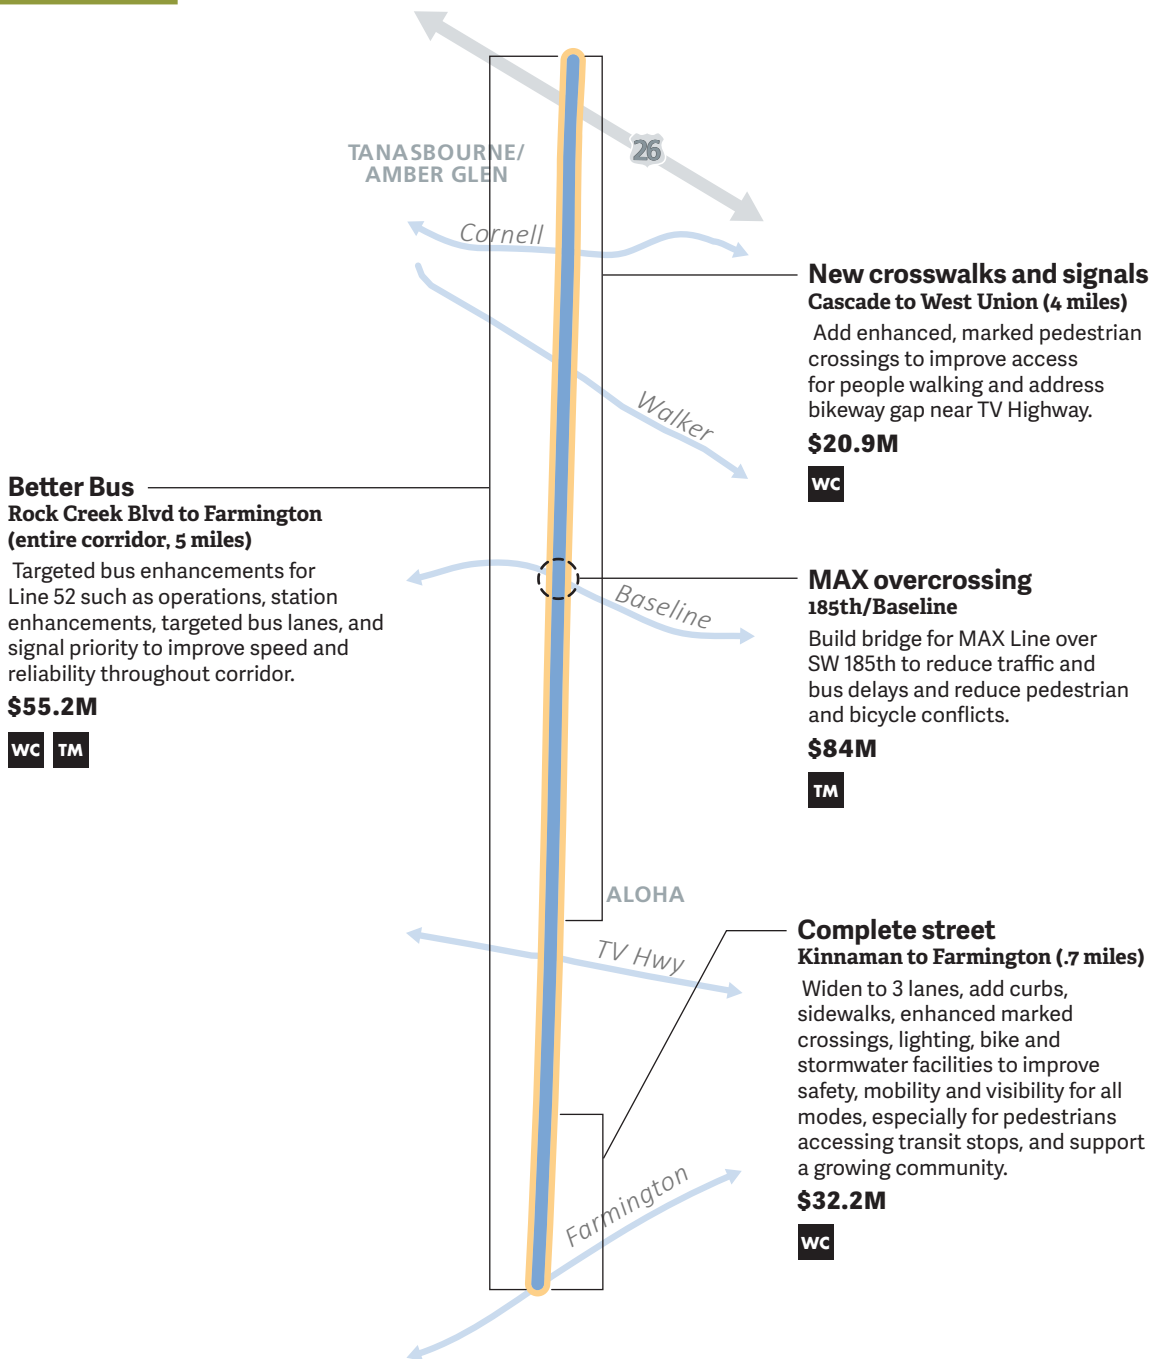 26
TANASBOURNE/
AMBER GLEN
Cornell
New crosswalks and signals
Cascade to West Union (4 miles)
Add enhanced, marked pedestrian
crossings to improve access
for people walking and address
bikeway gap near TV Highway.
$20.9M
WC
Walker
Better Bus
Rock Creek Blvd to Farmington
(entire corridor, 5 miles)
Targeted bus enhancements for
Line 52 such as operations, station
enhancements, targeted bus lanes, and
signal priority to improve speed and
reliability throughout corridor.
$55.2M
WC TM
Baseline
MAX overcrossing
185th/Baseline
Build bridge for MAX Line over
SW 185th to reduce traffic and
bus delays and reduce pedestrian
and bicycle conflicts.
$84M
TM
ALOHA
TV Hwy
Complete street
Kinnaman to Farmington (.7 miles)
Widen to 3 lanes, add curbs,
sidewalks, enhanced marked
crossings, lighting, bike and
stormwater facilities to improve
safety, mobility and visibility for all
modes, especially for pedestrians
accessing transit stops, and support
a growing community.
$32.2M
WC
Farmington